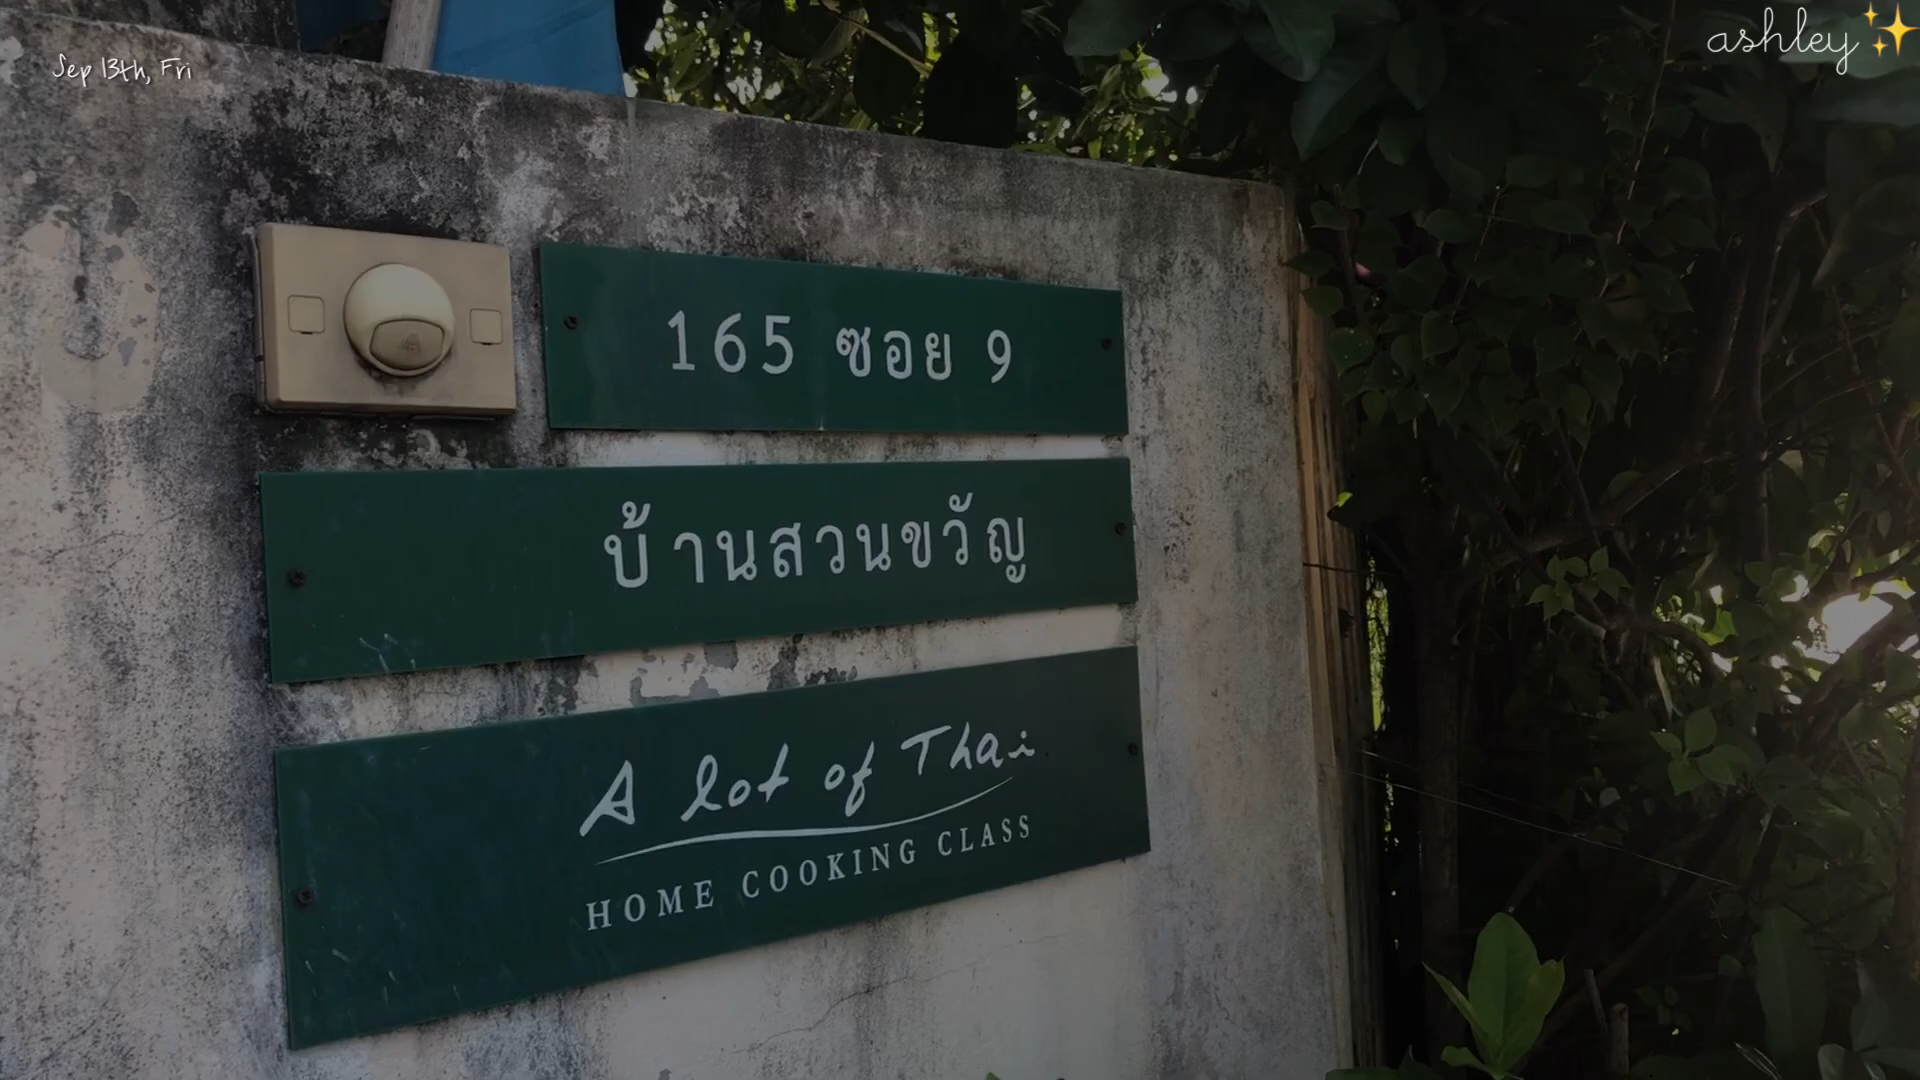 Sep 13th, Fri
ashley
165 ซอย 9
บ้านสวนขวัญ
A lot of Thai
HOME COOKING CLASS